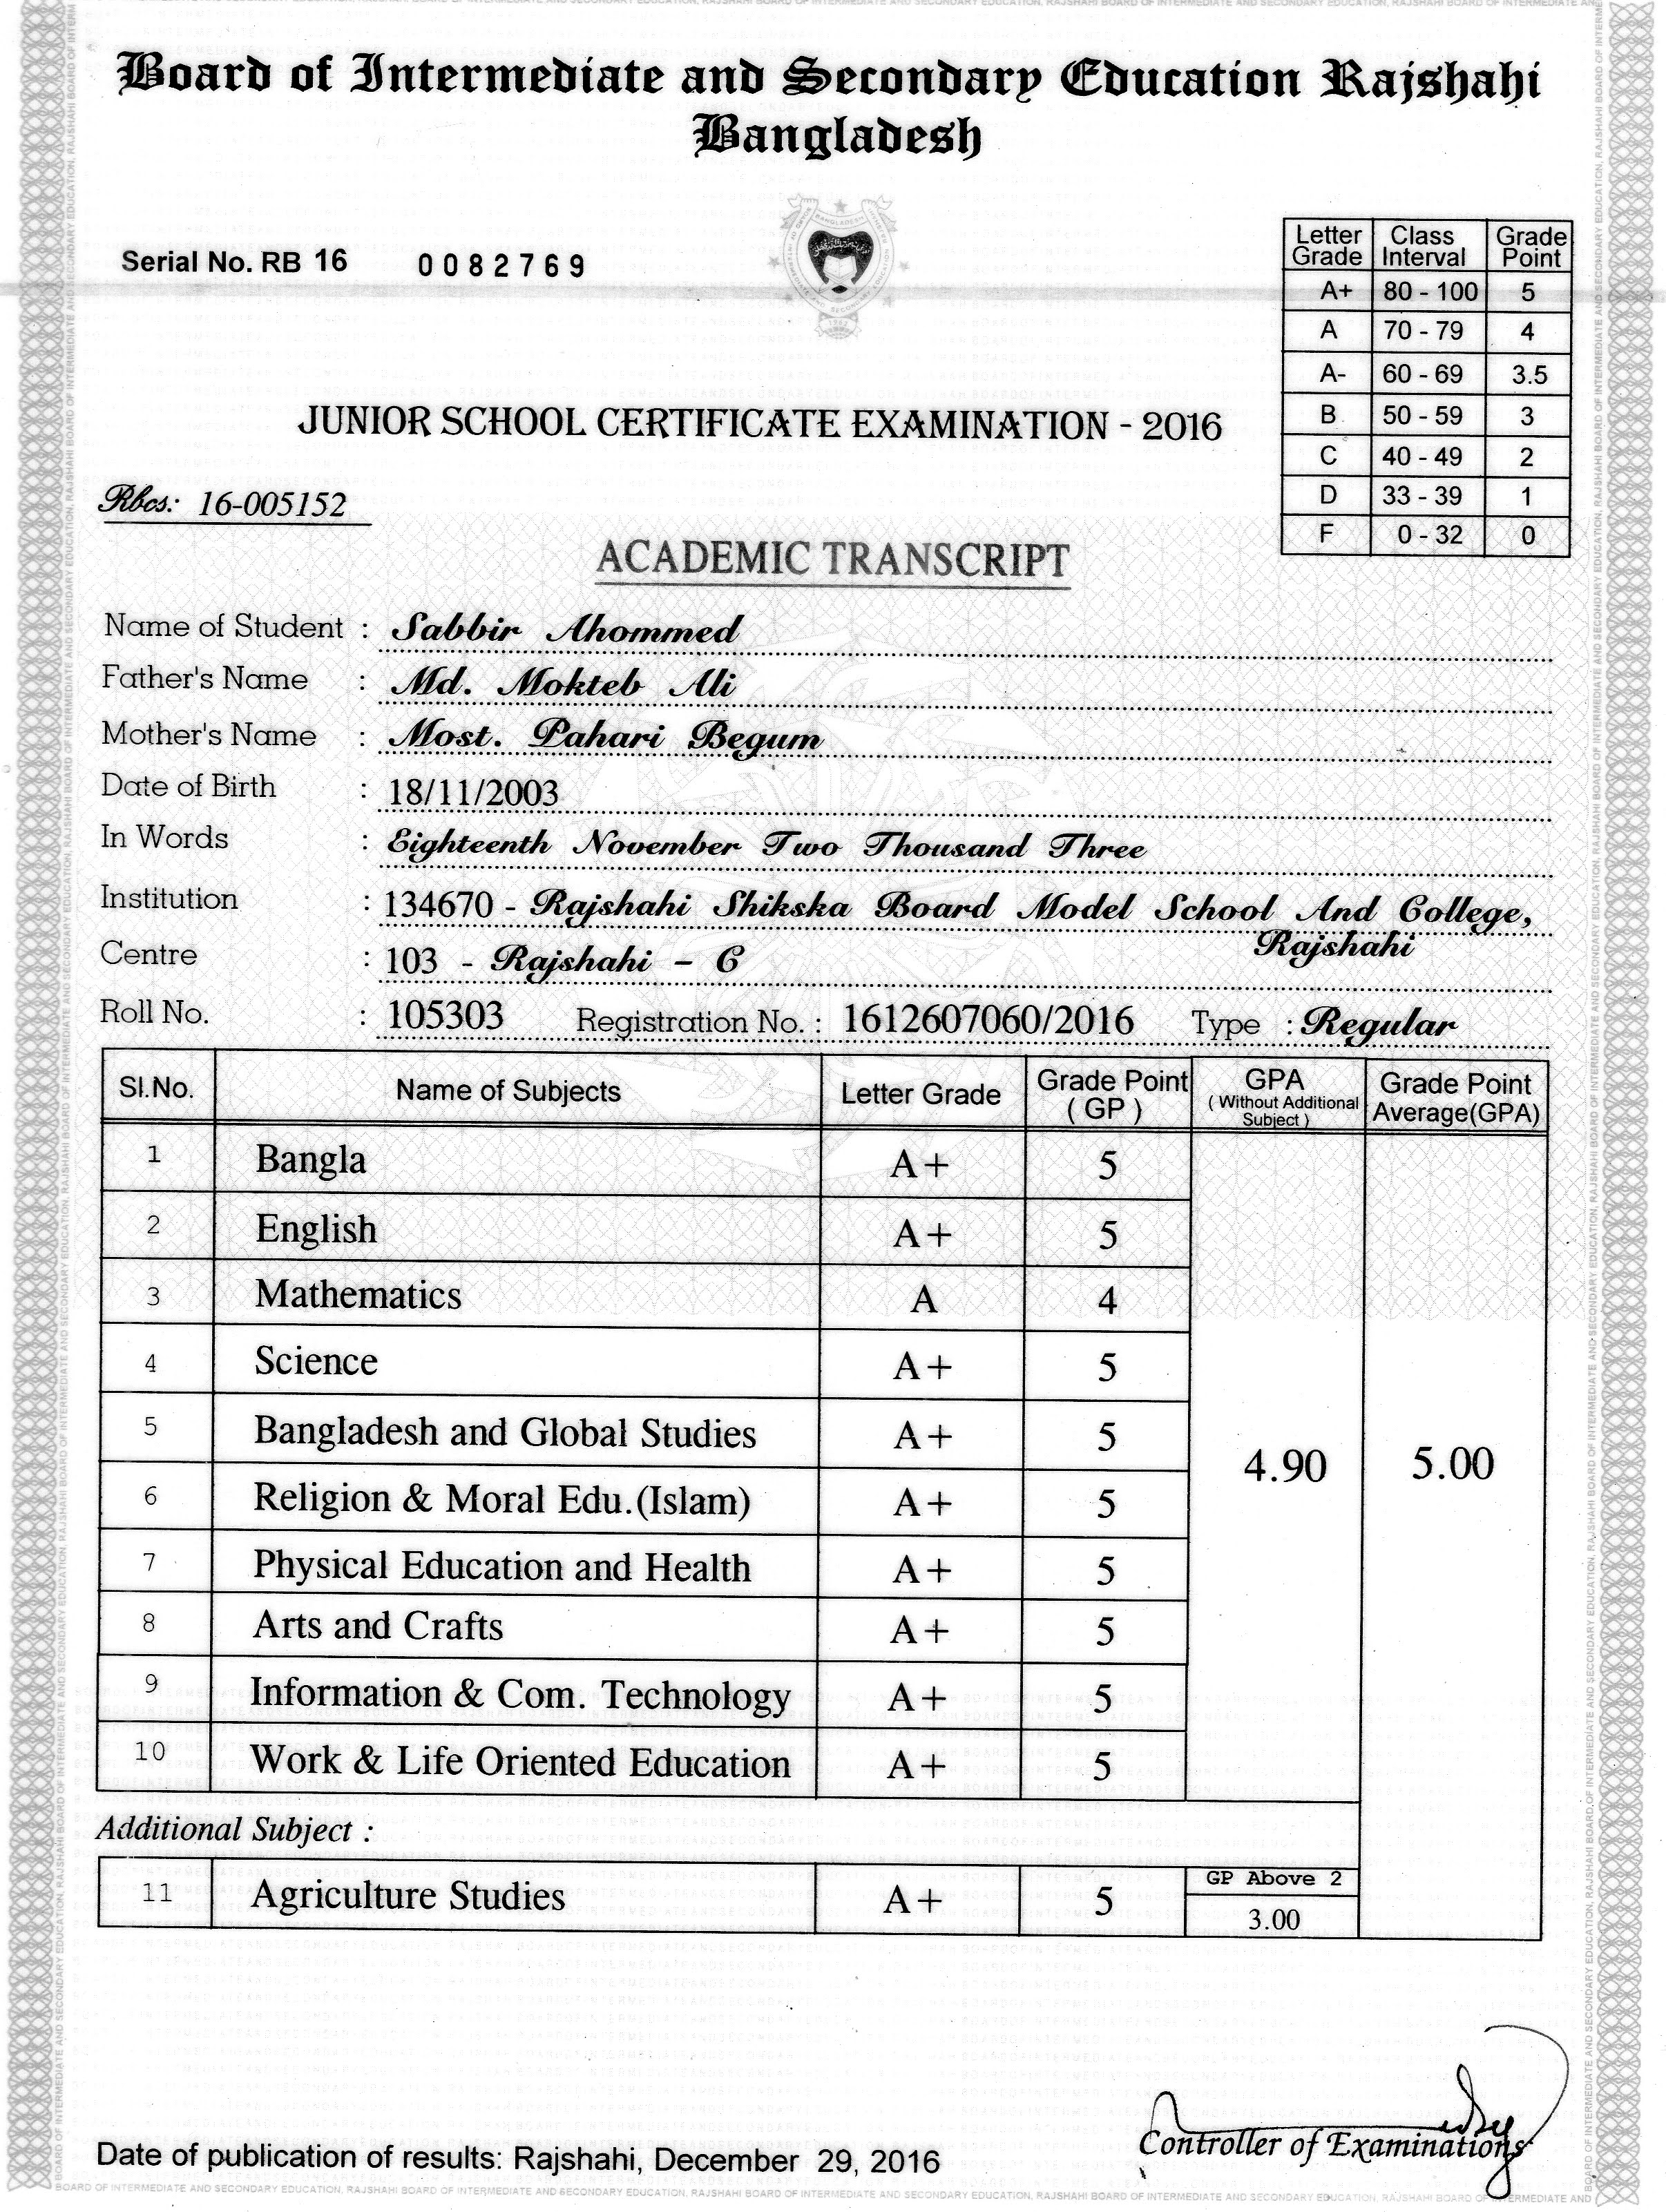 Board of Intermediate and Secondary Education Rajshahi
Bangladesh
Serial No. RB 16 0082769
Letter Grade Class Interval Grade Point
A+ 80 - 100 5
A 70 - 79 4
A- 60 - 69 3.5
B 50 - 59 3
C 40 - 49 2
D 33 - 39 1
F 0 - 32 0
JUNIOR SCHOOL CERTIFICATE EXAMINATION - 2016
Rbcs: 16-005152
ACADEMIC TRANSCRIPT
Name of Student : Sabbir Ahommed
Father's Name : Md. Mokteb Ali
Mother's Name : Most. Pahari Begum
Date of Birth : 18/11/2003
In Words : Eighteenth November Two Thousand Three
Institution : 134670 - Rajshahi Shikska Board Model School And College,
Rajshahi
Centre : 103 - Rajshahi - C
Roll No. : 105303 Registration No. : 1612607060/2016 Type : Regular
Sl.No. Name of Subjects Letter Grade Grade Point ( GP ) GPA ( Without Additional Subject ) Grade Point Average(GPA)
1 Bangla A+ 5
2 English A+ 5
3 Mathematics A 4
4 Science A+ 5
5 Bangladesh and Global Studies A+ 5
4.90 5.00
6 Religion & Moral Edu.(Islam) A+ 5
7 Physical Education and Health A+ 5
8 Arts and Crafts A+ 5
9 Information & Com. Technology A+ 5
10 Work & Life Oriented Education A+ 5
Additional Subject :
11 Agriculture Studies A+ 5 GP Above 2
3.00
Controller of Examinations
Date of publication of results: Rajshahi, December 29, 2016